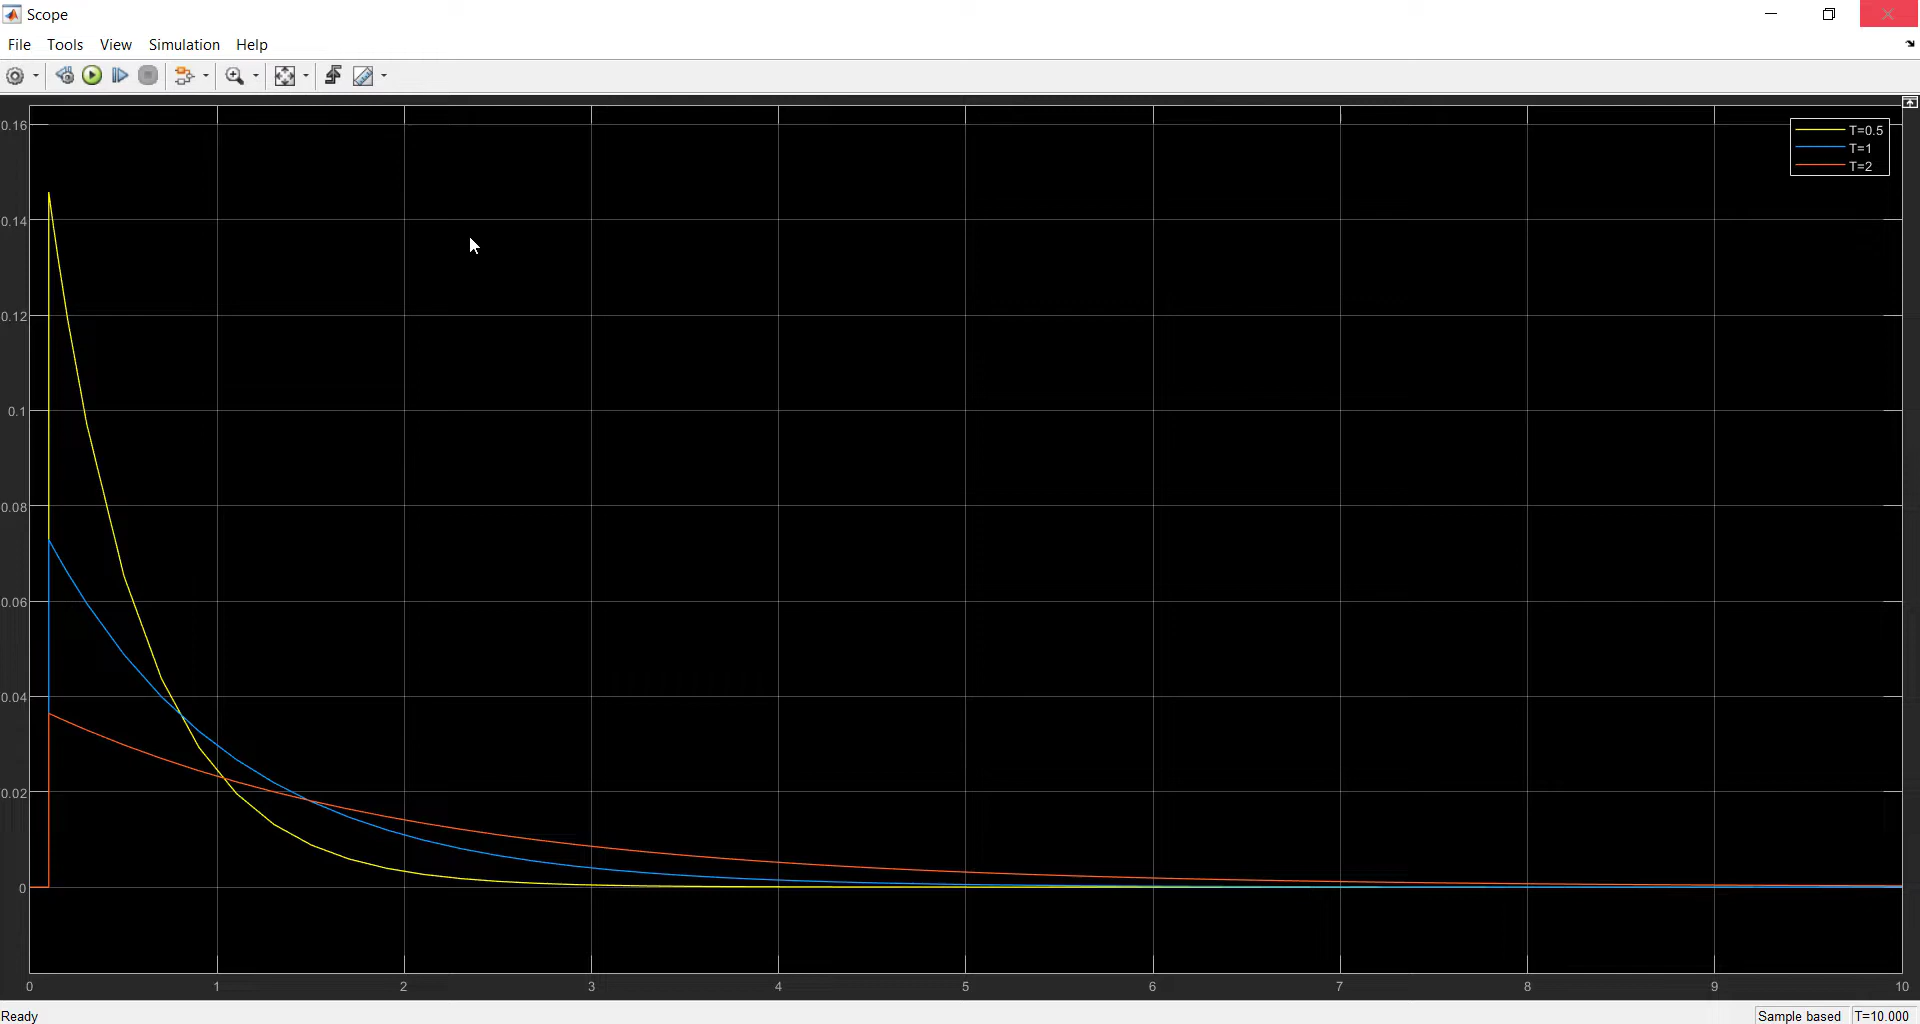 Scope
File Tools View Simulation Help
T=0.5
T=1
T=2
0.16
0.14
0.12
0.1
0.08
0.06
0.04
0.02
0
0 1 2 3 4 5 6 7 8 9 10
Ready Sample based T=10.000